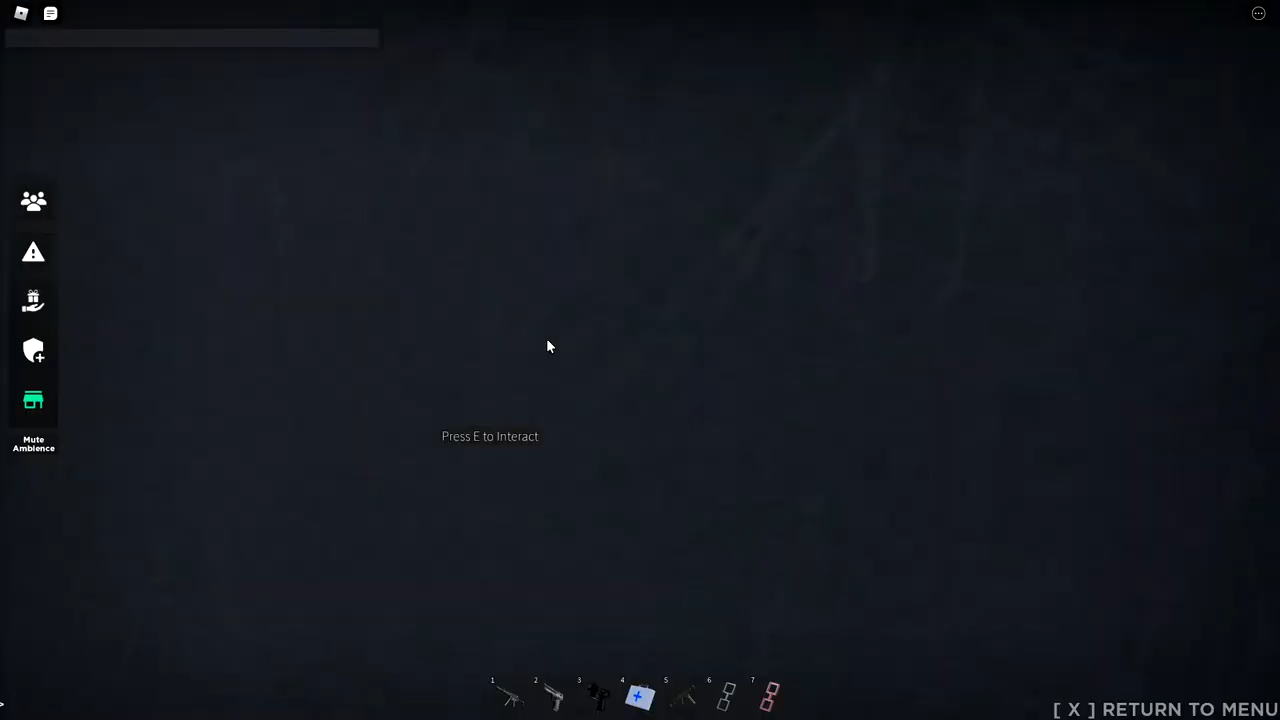 Mute
Ambience
Press E to Interact
1 2 3 4 5 6 7
[ X ] RETURN TO MENU